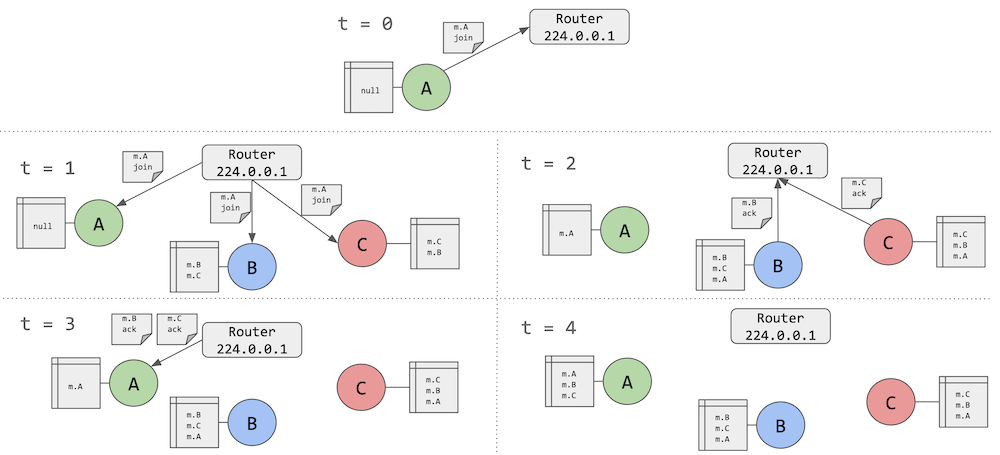 t = 0
m.A
join
Router
224.0.0.1
null
A
t = 1
m.A
join
Router
224.0.0.1
m.A
join
m.A
join
null
A
m.B
m.C
B
C
m.C
m.B
t = 2
Router
224.0.0.1
m.B
ack
m.C
ack
m.A
A
m.B
m.C
m.A
B
C
m.C
m.B
m.A
t = 3
m.B
ack
m.C
ack
Router
224.0.0.1
m.A
A
m.B
m.C
m.A
B
C
m.C
m.B
m.A
t = 4
Router
224.0.0.1
m.A
m.B
m.C
A
m.B
m.C
m.A
B
C
m.C
m.B
m.A